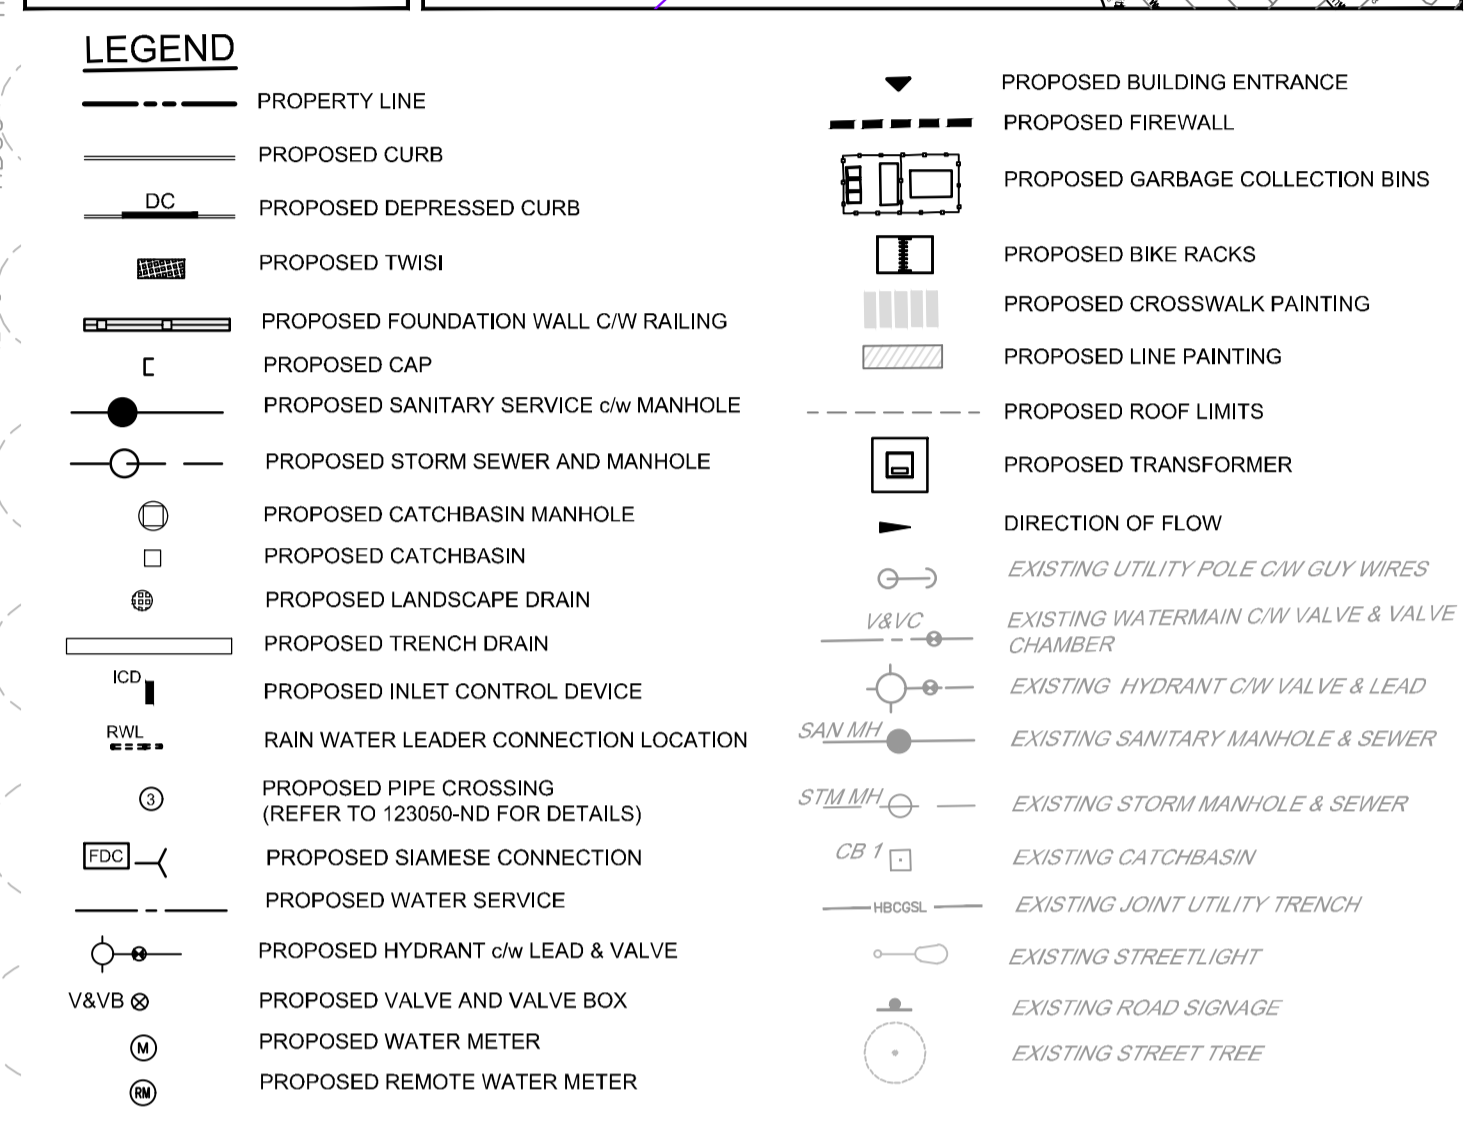 LEGEND
PROPERTY LINE
PROPOSED CURB
DC
PROPOSED DEPRESSED CURB
PROPOSED TWISI
PROPOSED FOUNDATION WALL C/W RAILING
PROPOSED CAP
PROPOSED SANITARY SERVICE c/w MANHOLE
PROPOSED STORM SEWER AND MANHOLE
PROPOSED CATCHBASIN MANHOLE
PROPOSED CATCHBASIN
PROPOSED LANDSCAPE DRAIN
PROPOSED TRENCH DRAIN
ICD
PROPOSED INLET CONTROL DEVICE
RWL
RAIN WATER LEADER CONNECTION LOCATION
3
PROPOSED PIPE CROSSING
(REFER TO 123050-ND FOR DETAILS)
FDC
PROPOSED SIAMESE CONNECTION
PROPOSED WATER SERVICE
PROPOSED HYDRANT c/w LEAD & VALVE
V&VB
PROPOSED VALVE AND VALVE BOX
M
PROPOSED WATER METER
RM
PROPOSED REMOTE WATER METER
PROPOSED BUILDING ENTRANCE
PROPOSED FIREWALL
PROPOSED GARBAGE COLLECTION BINS
PROPOSED BIKE RACKS
PROPOSED CROSSWALK PAINTING
PROPOSED LINE PAINTING
PROPOSED ROOF LIMITS
PROPOSED TRANSFORMER
DIRECTION OF FLOW
EXISTING UTILITY POLE C/W GUY WIRES
V&VC
EXISTING WATERMAIN C/W VALVE & VALVE
CHAMBER
EXISTING HYDRANT C/W VALVE & LEAD
SAN MH
EXISTING SANITARY MANHOLE & SEWER
STM MH
EXISTING STORM MANHOLE & SEWER
CB 1
EXISTING CATCHBASIN
HBCGSL
EXISTING JOINT UTILITY TRENCH
EXISTING STREETLIGHT
EXISTING ROAD SIGNAGE
EXISTING STREET TREE